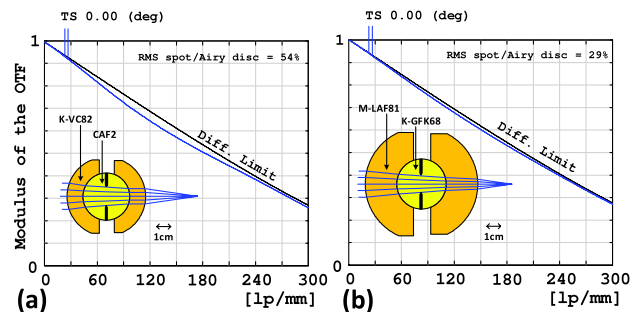 TS 0.00 (deg)
1
RMS spot/Airy disc = 54%
K-VC82
CAF2
Diff. Limit
1cm
Modulus of the OTF
0
0 60 120 180 240 300
(a) [lp/mm]
TS 0.00 (deg)
1
RMS spot/Airy disc = 29%
M-LAF81
K-GFK68
Diff. Limit
1cm
0
0 60 120 180 240 300
(b) [lp/mm]